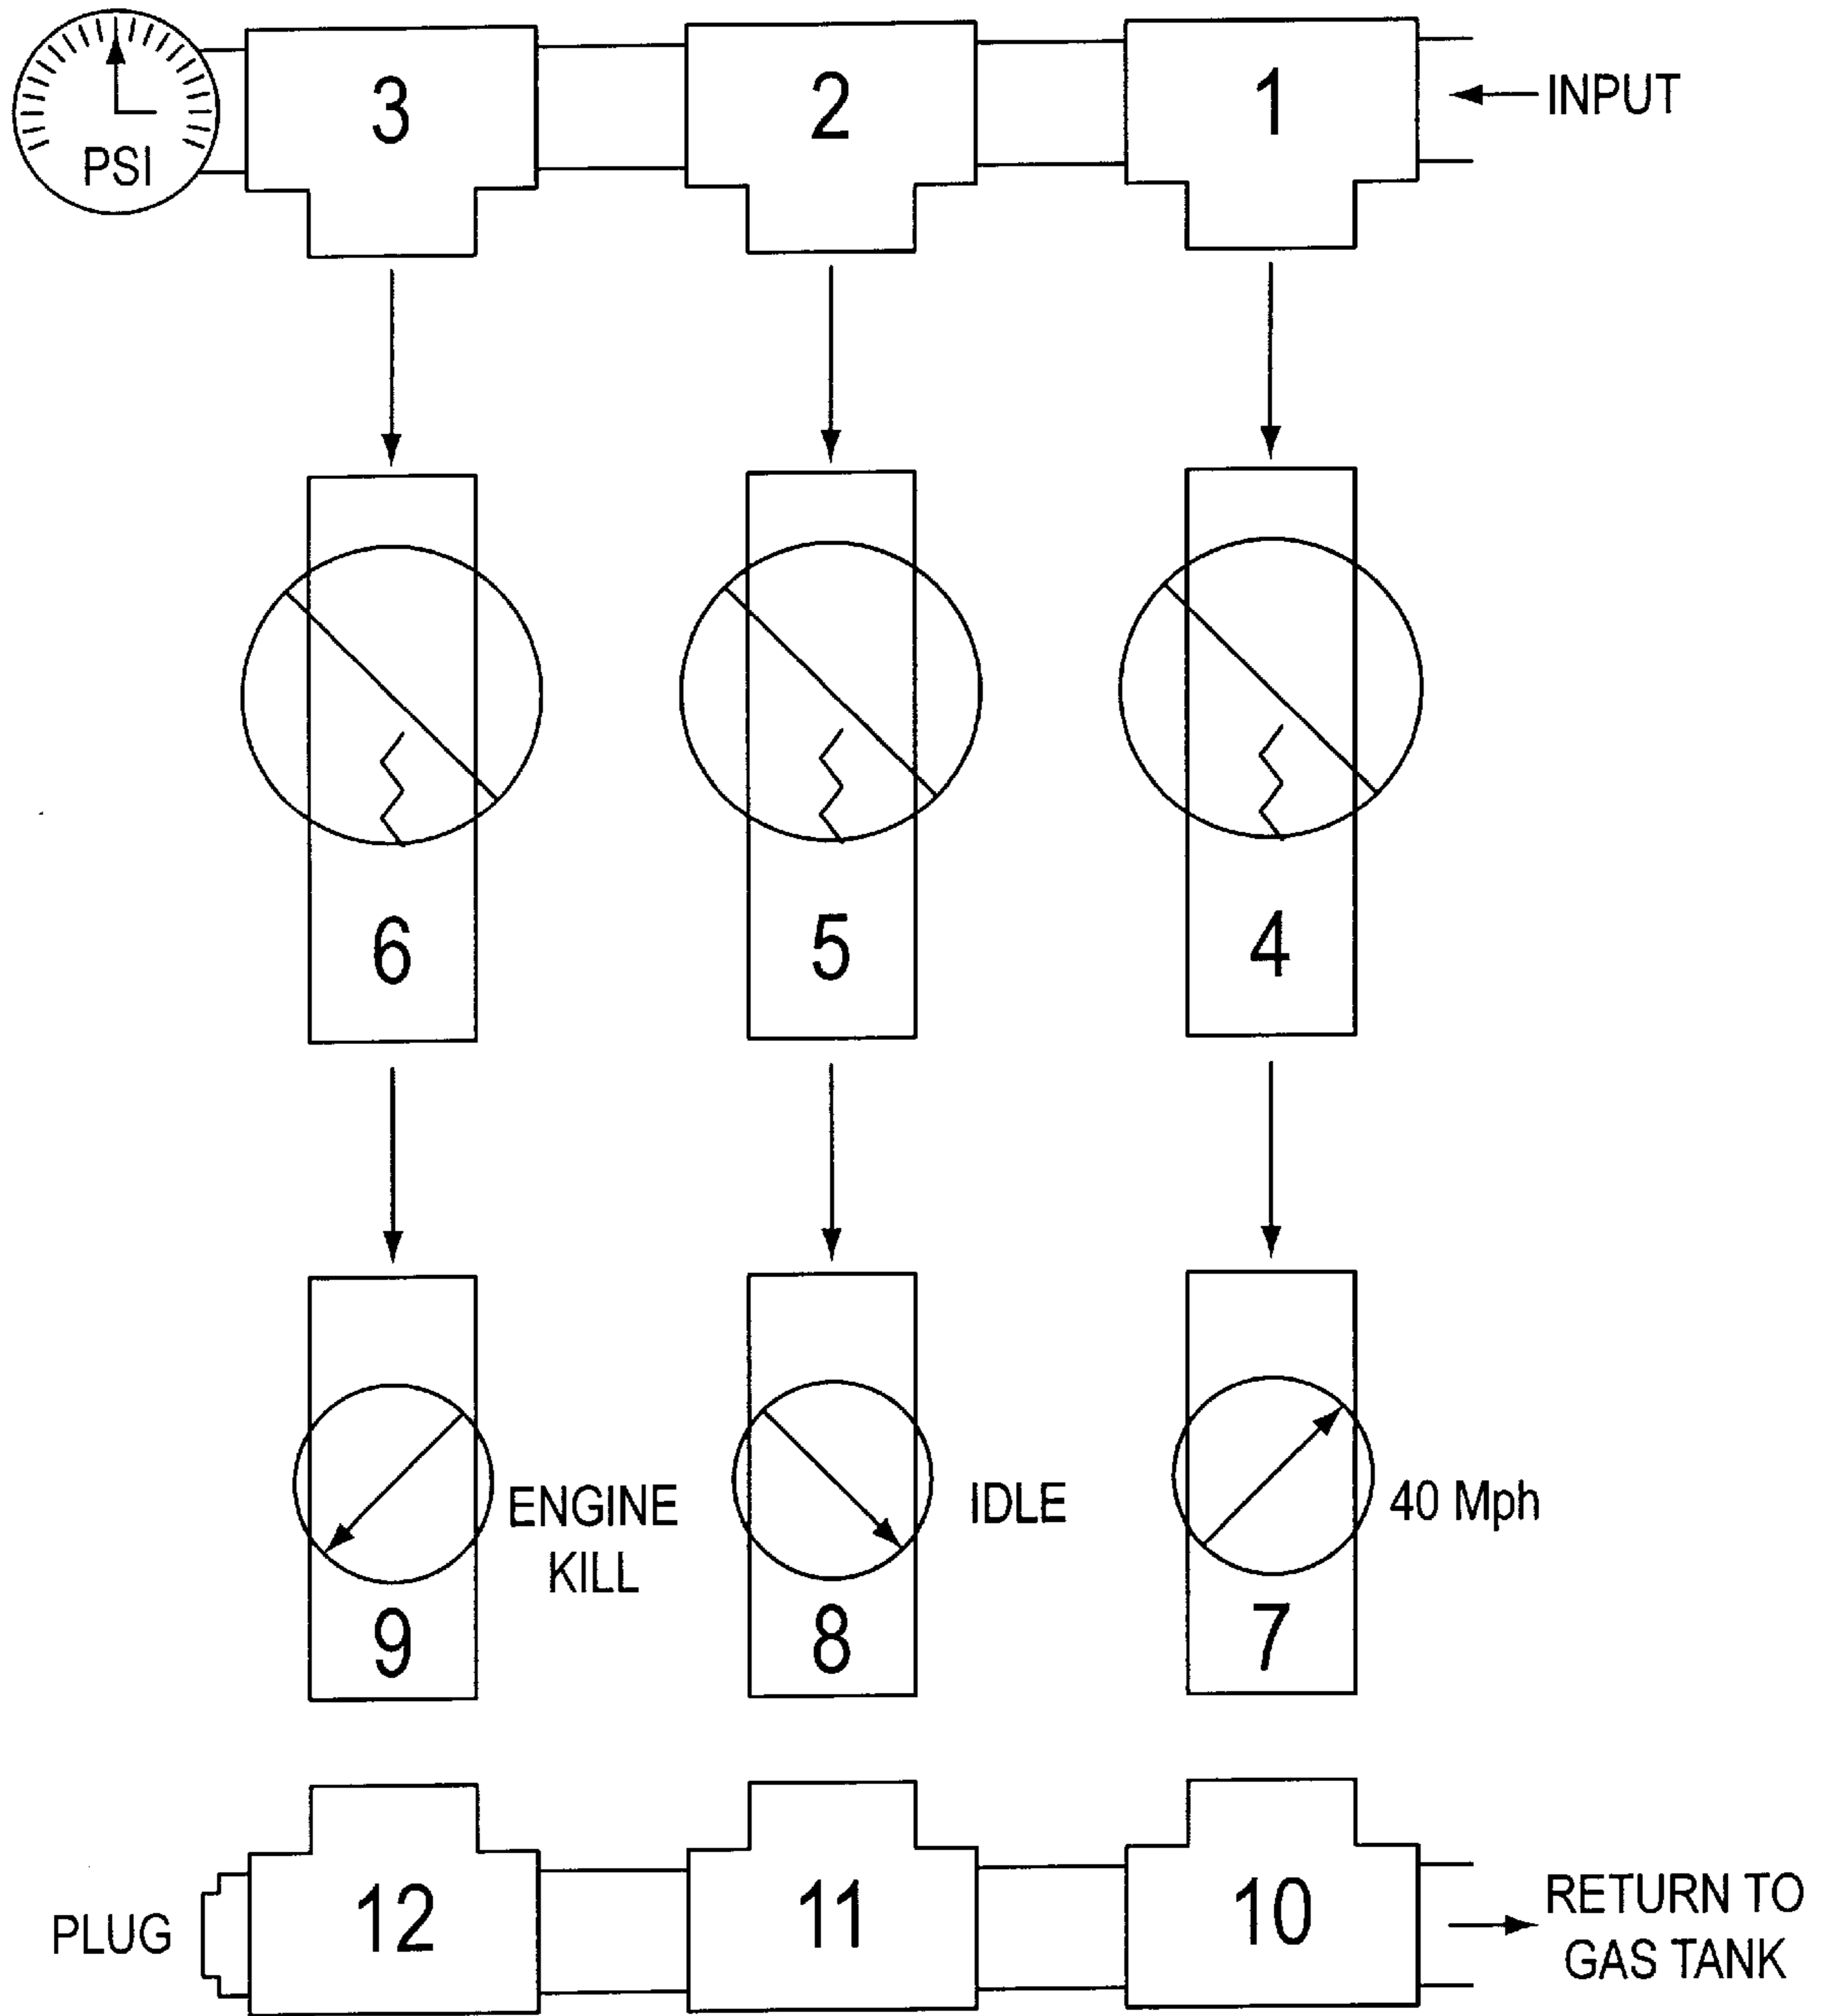 3
2
1
INPUT
PSI
6
5
4
ENGINE
KILL
IDLE
40 Mph
9
8
7
PLUG
12
11
10
RETURN TO
GAS TANK